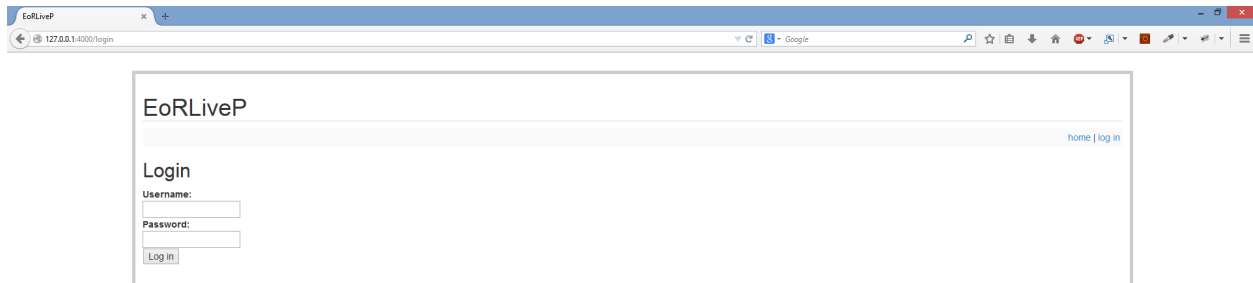 EoRLiveP
127.0.0.1:4000/login
Google
EoRLiveP
home | log in
Login
Username:
Password:
Log in